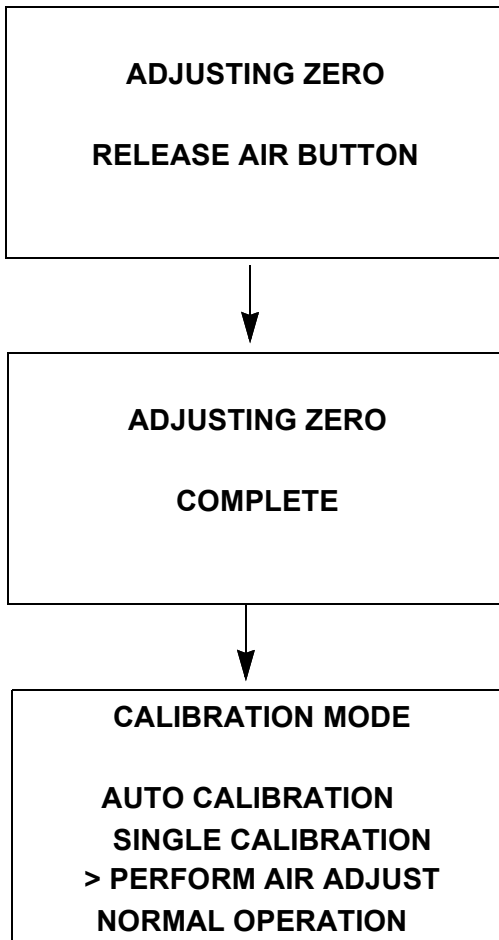 ADJUSTING ZERO
RELEASE AIR BUTTON
ADJUSTING ZERO
COMPLETE
CALIBRATION MODE
AUTO CALIBRATION
SINGLE CALIBRATION
> PERFORM AIR ADJUST
NORMAL OPERATION